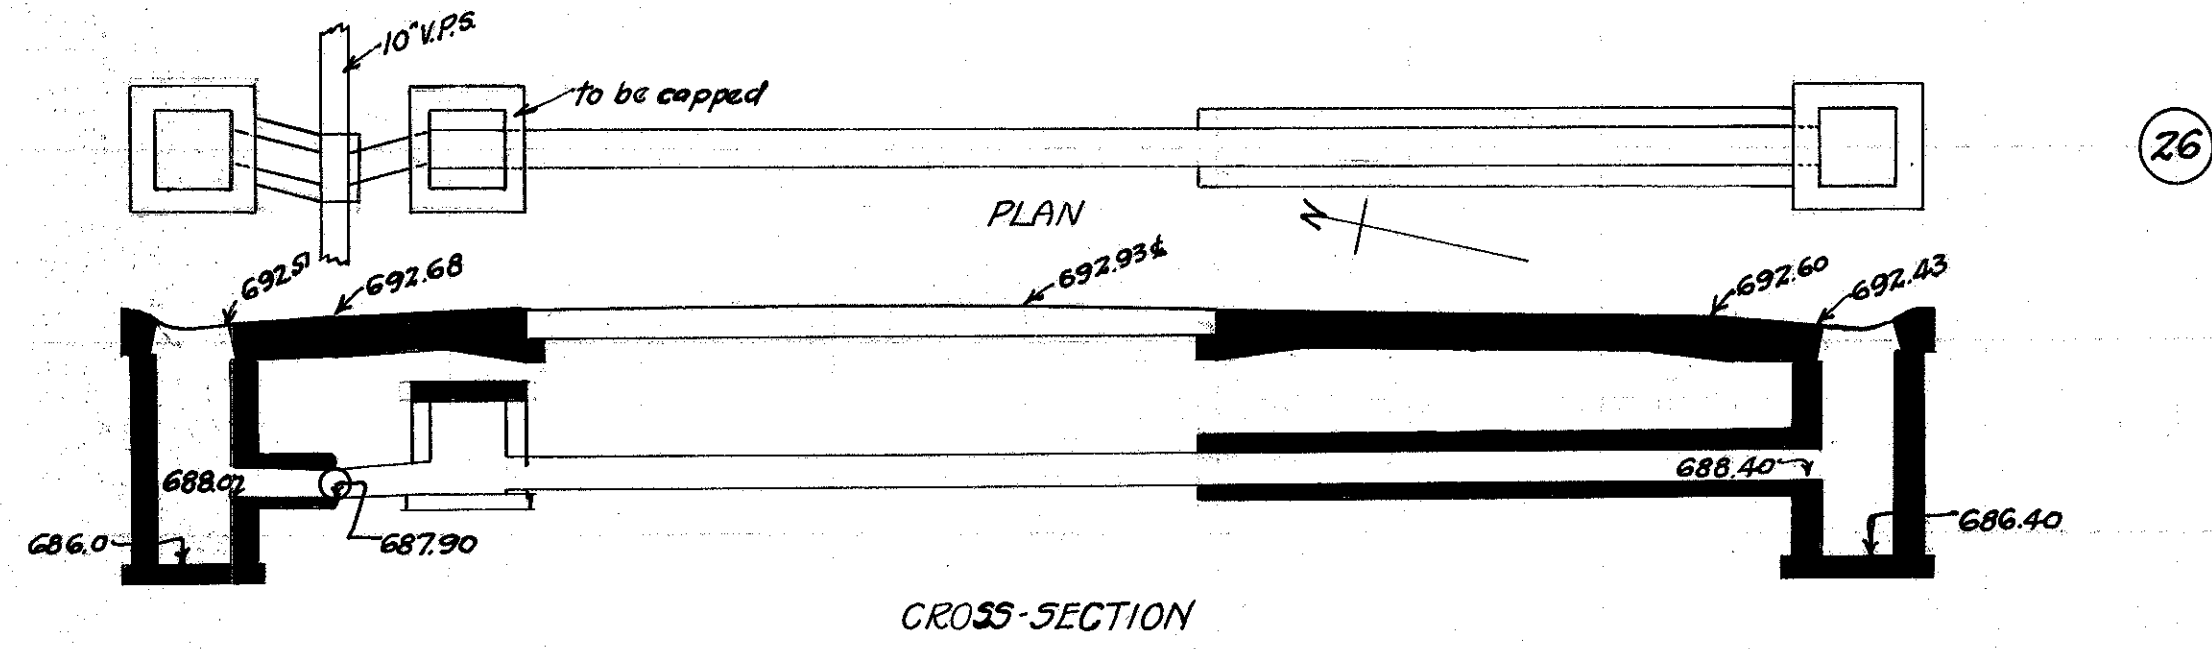 10" V.P.S.
to be capped
26
PLAN
N
692.51
692.68
692.93 ℄
692.60
692.43
688.02
688.40
686.0
687.90
686.40
CROSS-SECTION